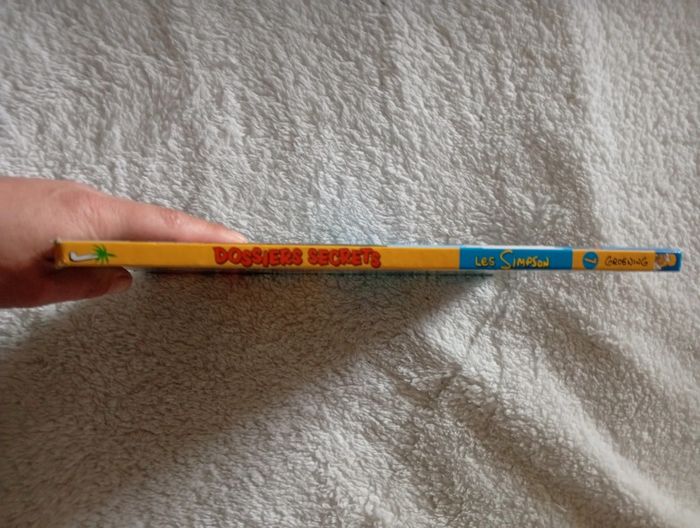 DOSSIERS SECRETS
LES SIMPSON
1
GROENING